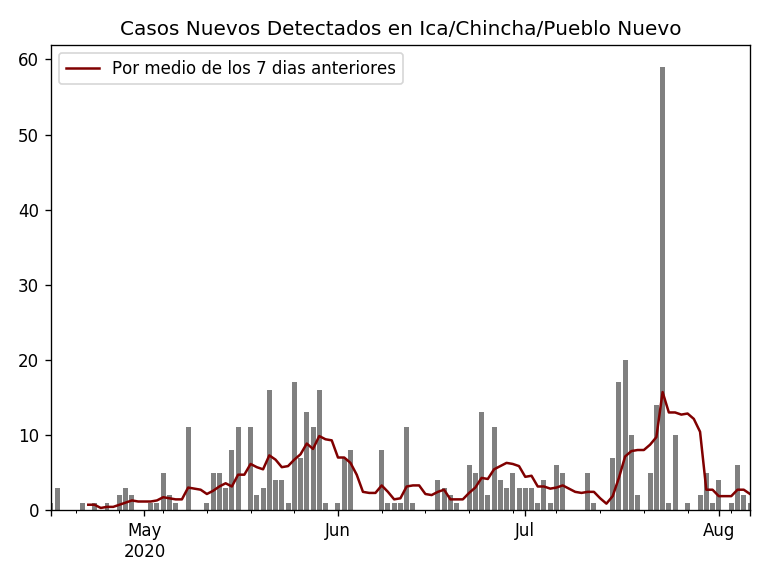 Casos Nuevos Detectados en Ica/Chincha/Pueblo Nuevo
Por medio de los 7 dias anteriores
60
50
40
30
20
10
0
May Jun Jul Aug
2020